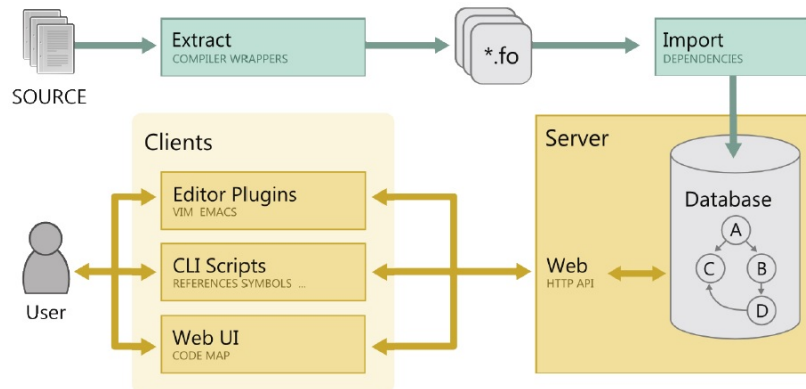 SOURCE
Extract
COMPILER WRAPPERS
*.fo
Import
DEPENDENCIES
Clients
Editor Plugins
VIM EMACS
CLI Scripts
REFERENCES SYMBOLS ...
Web UI
CODE MAP
User
Server
Web
HTTP API
Database
A
C
B
D